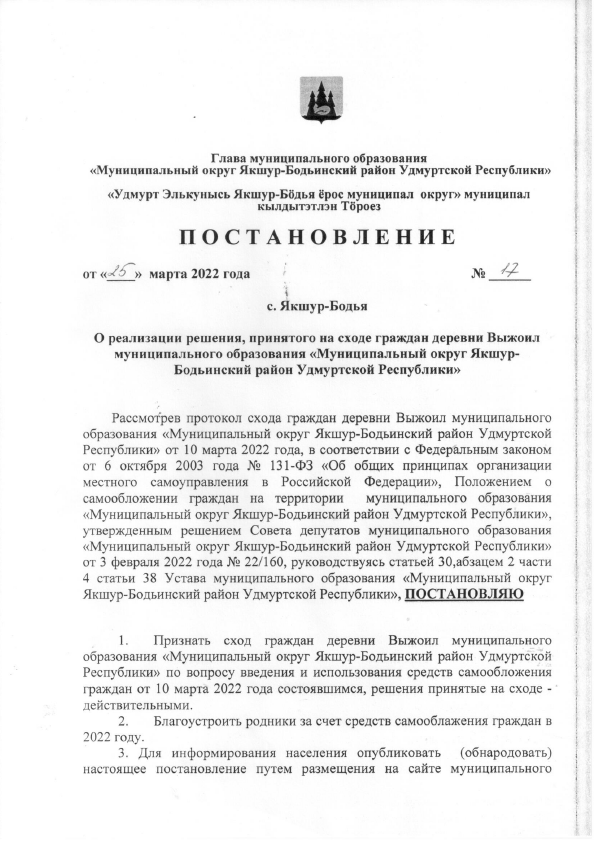 Глава муниципального образования
«Муниципальный округ Якшур-Бодьинский район Удмуртской Республики»
«Удмурт Элькунысь Якшур-Бӧдья ёрос муниципал округ» муниципал
кылдытэтлэн Тӧроез
П О С Т А Н О В Л Е Н И Е
от «25» марта 2022 года № 17
с. Якшур-Бодья
О реализации решения, принятого на сходе граждан деревни Выжоил
муниципального образования «Муниципальный округ Якшур-
Бодьинский район Удмуртской Республики»
Рассмотрев протокол схода граждан деревни Выжоил муниципального
образования «Муниципальный округ Якшур-Бодьинский район Удмуртской
Республики» от 10 марта 2022 года, в соответствии с Федеральным законом
от 6 октября 2003 года № 131-ФЗ «Об общих принципах организации
местного самоуправления в Российской Федерации», Положением о
самообложении граждан на территории муниципального образования
«Муниципальный округ Якшур-Бодьинский район Удмуртской Республики»,
утвержденным решением Совета депутатов муниципального образования
«Муниципальный округ Якшур-Бодьинский район Удмуртской Республики»
от 3 февраля 2022 года № 22/160, руководствуясь статьей 30,абзацем 2 части
4 статьи 38 Устава муниципального образования «Муниципальный округ
Якшур-Бодьинский район Удмуртской Республики», ПОСТАНОВЛЯЮ
1. Признать сход граждан деревни Выжоил муниципального
образования «Муниципальный округ Якшур-Бодьинский район Удмуртской
Республики» по вопросу введения и использования средств самообложения
граждан от 10 марта 2022 года состоявшимся, решения принятые на сходе -
действительными.
2. Благоустроить родники за счет средств самооблажения граждан в
2022 году.
3. Для информирования населения опубликовать (обнародовать)
настоящее постановление путем размещения на сайте муниципального